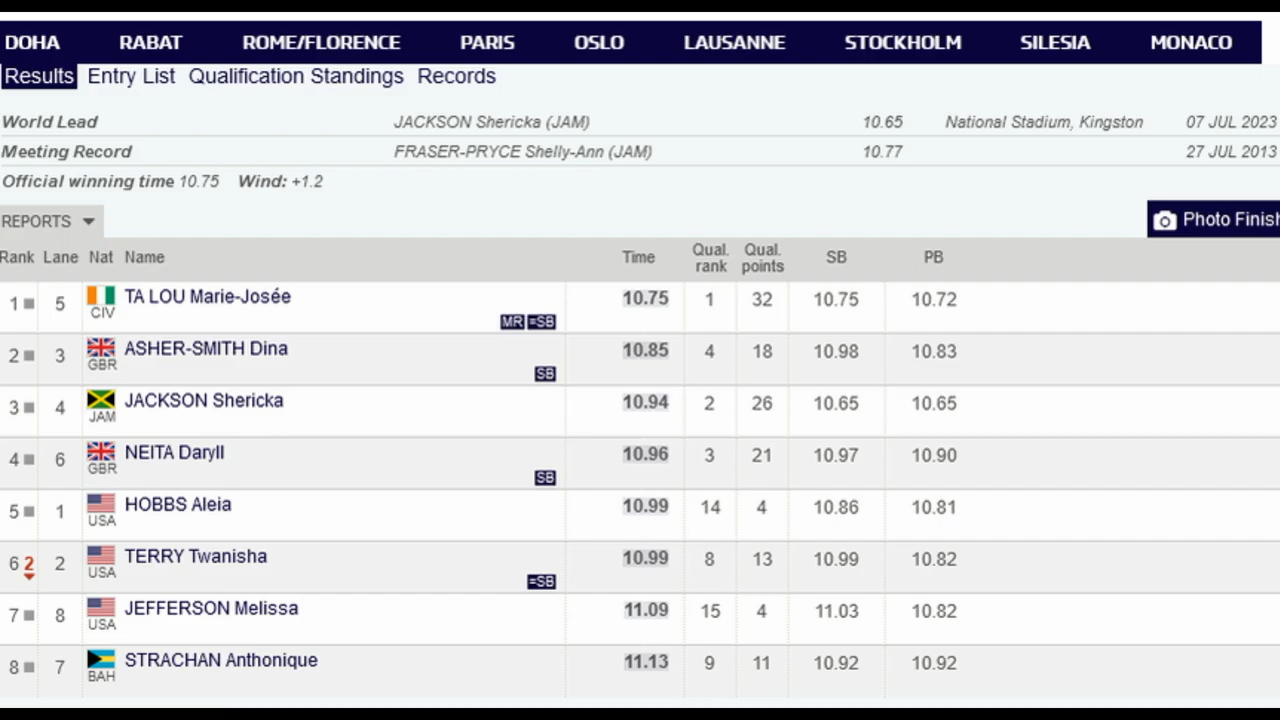 DOHA RABAT ROME/FLORENCE PARIS OSLO LAUSANNE STOCKHOLM SILESIA MONACO
Results Entry List Qualification Standings Records
World Lead JACKSON Shericka (JAM) 10.65 National Stadium, Kingston 07 JUL 2023
Meeting Record FRASER-PRYCE Shelly-Ann (JAM) 10.77 27 JUL 2013
Official winning time 10.75 Wind: +1.2
REPORTS
Photo Finish
Rank Lane Nat Name Time Qual. rank Qual. points SB PB
1 5 CIV TA LOU Marie-Josée MR =SB 10.75 1 32 10.75 10.72
2 3 GBR ASHER-SMITH Dina SB 10.85 4 18 10.98 10.83
3 4 JAM JACKSON Shericka 10.94 2 26 10.65 10.65
4 6 GBR NEITA Daryll SB 10.96 3 21 10.97 10.90
5 1 USA HOBBS Aleia 10.99 14 4 10.86 10.81
6 2 2 USA TERRY Twanisha =SB 10.99 8 13 10.99 10.82
7 8 USA JEFFERSON Melissa 11.09 15 4 11.03 10.82
8 7 BAH STRACHAN Anthonique 11.13 9 11 10.92 10.92